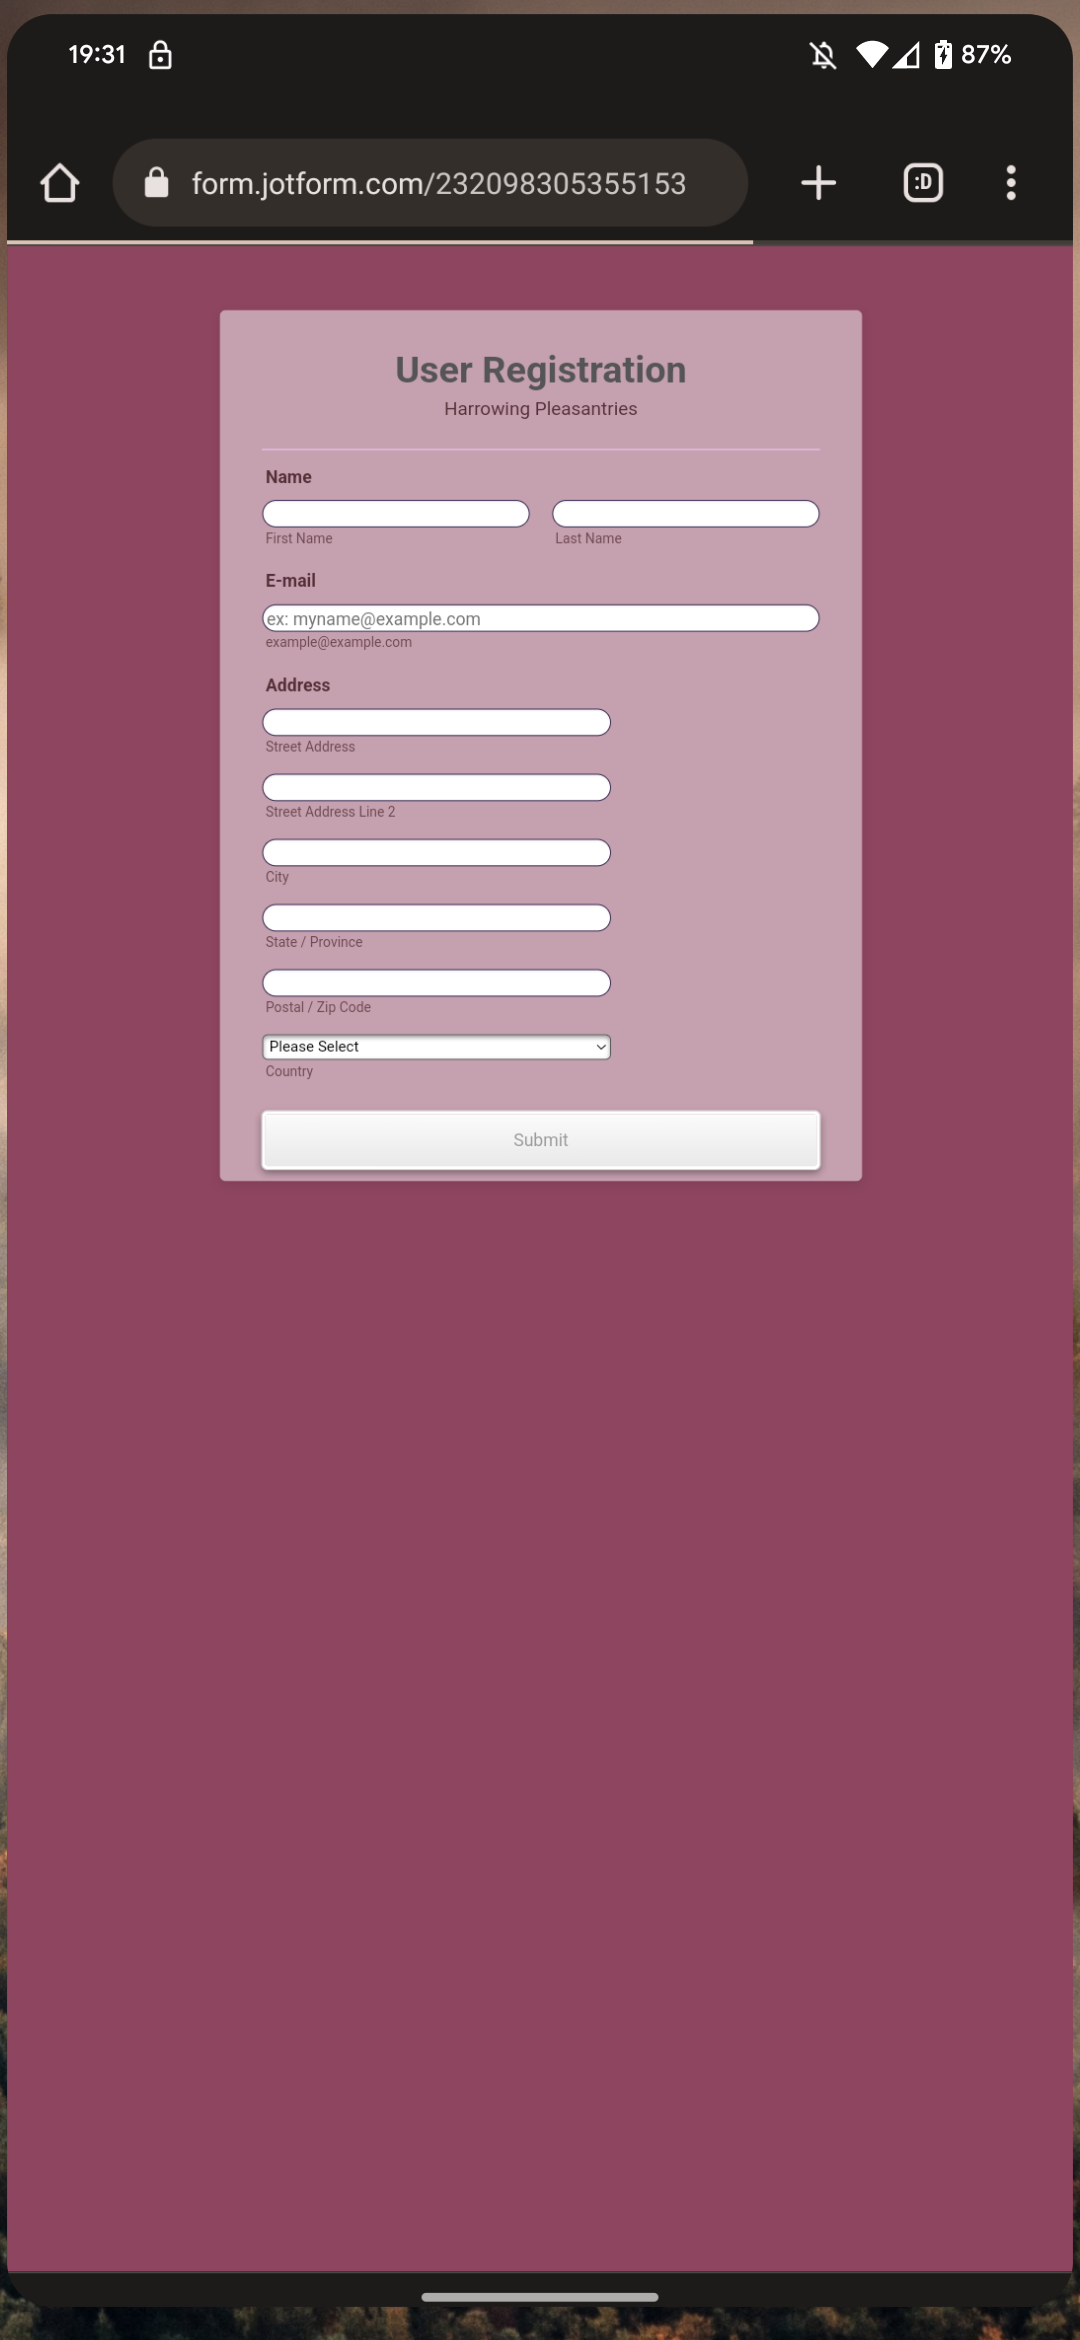 19:31
87%
form.jotform.com/232098305355153
:D
User Registration
Harrowing Pleasantries
Name
First Name
Last Name
E-mail
ex: myname@example.com
example@example.com
Address
Street Address
Street Address Line 2
City
State / Province
Postal / Zip Code
Please Select
Country
Submit